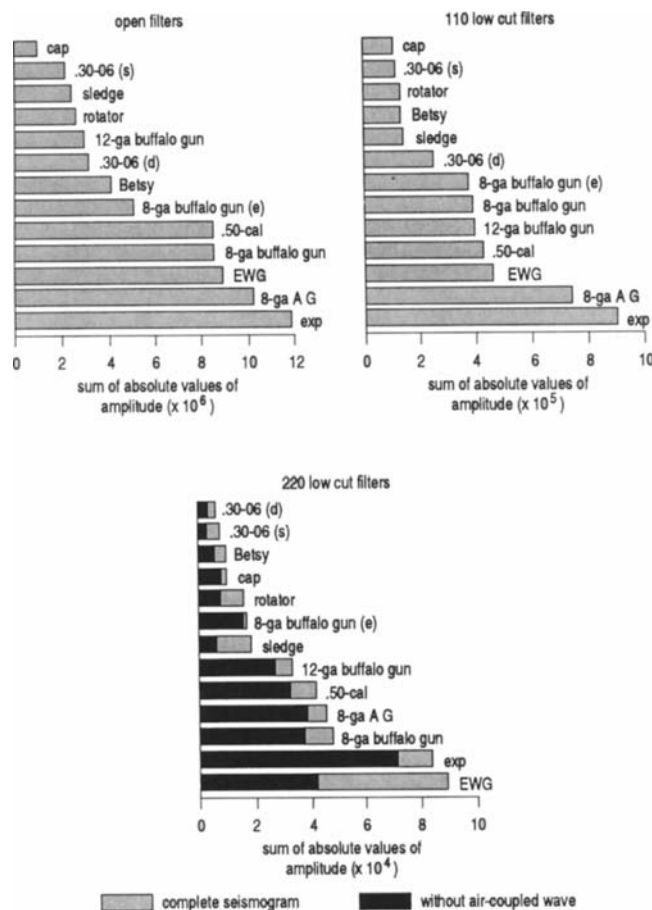 open filters
cap
.30-06 (s)
sledge
rotator
12-ga buffalo gun
.30-06 (d)
Betsy
8-ga buffalo gun (e)
.50-cal
8-ga buffalo gun
EWG
8-ga A G
exp
0 2 4 6 8 10 12
sum of absolute values of
amplitude (x 10^6)
110 low cut filters
cap
.30-06 (s)
rotator
Betsy
sledge
.30-06 (d)
8-ga buffalo gun (e)
8-ga buffalo gun
12-ga buffalo gun
.50-cal
EWG
8-ga A G
exp
0 2 4 6 8 10
sum of absolute values of
amplitude (x 10^5)
220 low cut filters
.30-06 (d)
.30-06 (s)
Betsy
cap
rotator
8-ga buffalo gun (e)
sledge
12-ga buffalo gun
.50-cal
8-ga A G
8-ga buffalo gun
exp
EWG
0 2 4 6 8 10
sum of absolute values of
amplitude (x 10^4)
complete seismogram
without air-coupled wave